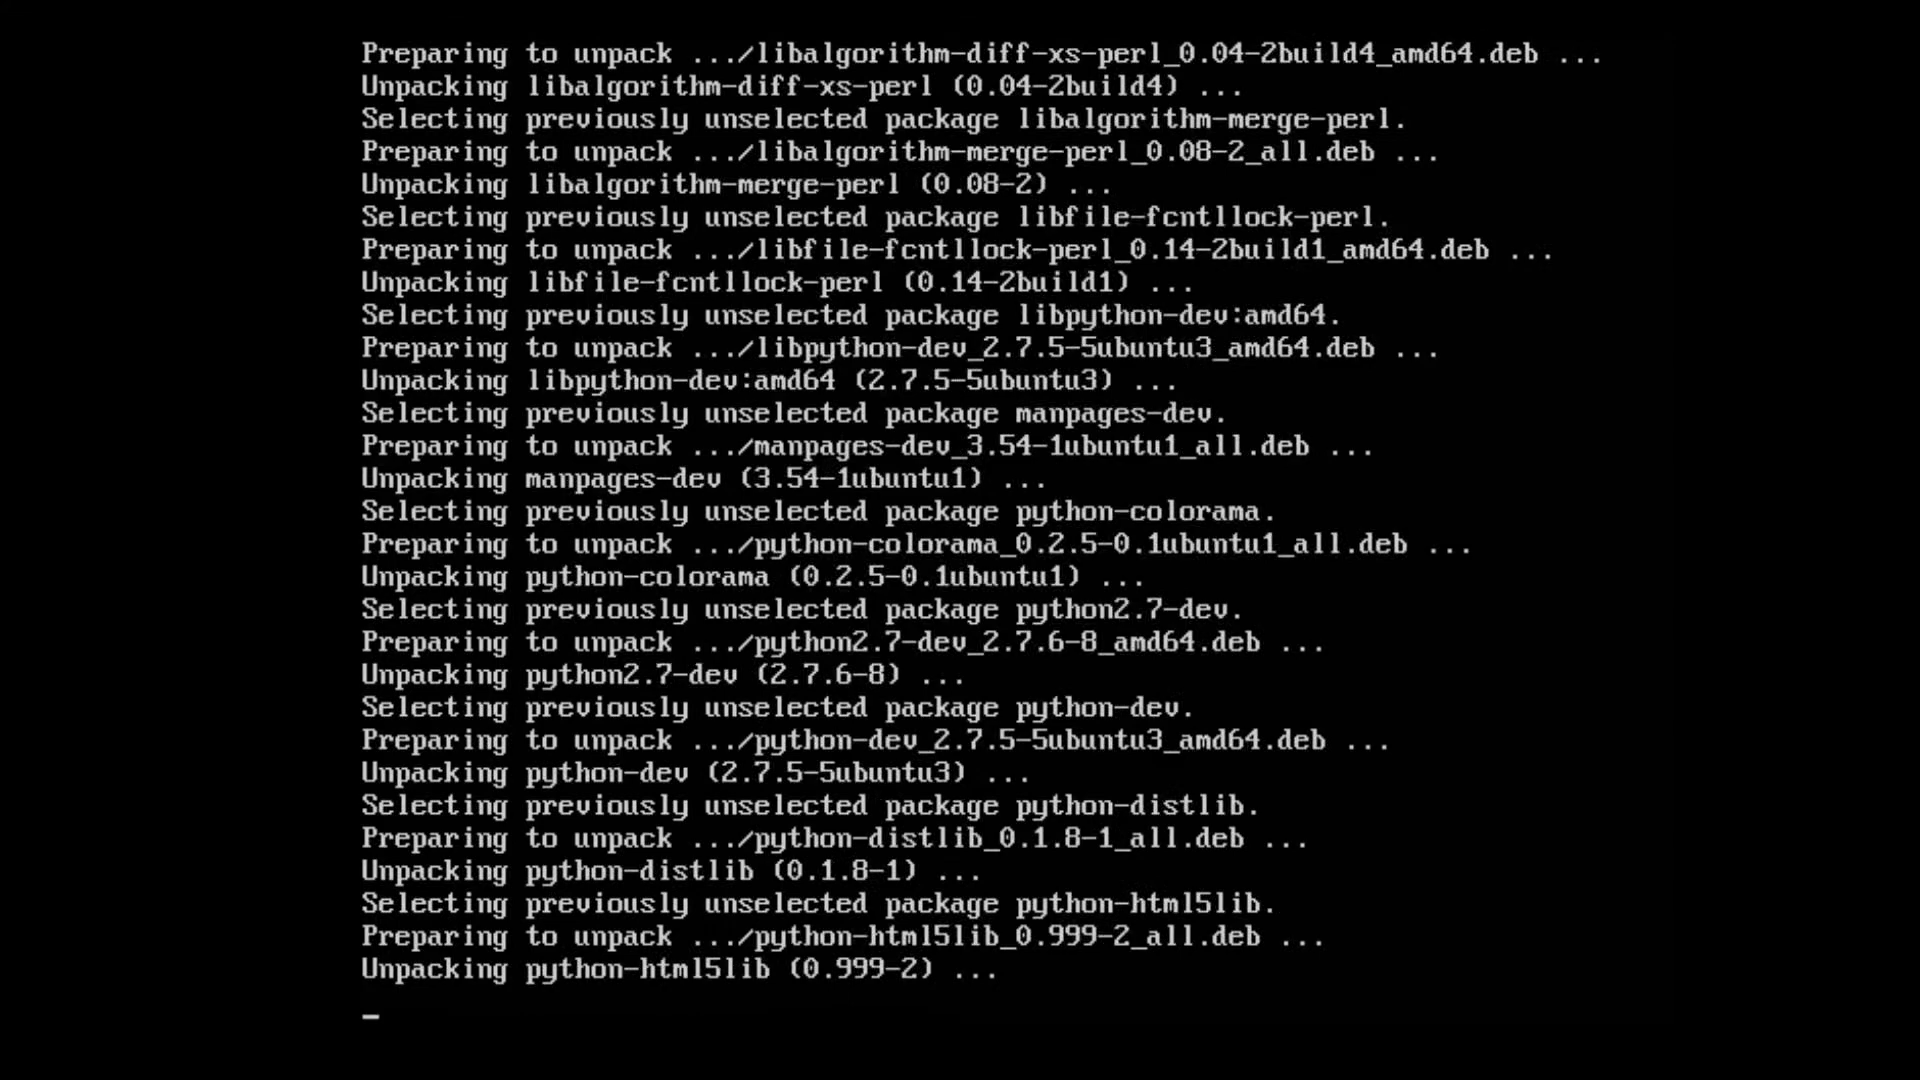 Preparing to unpack .../libalgorithm-diff-xs-perl_0.04-2build4_amd64.deb ...
Unpacking libalgorithm-diff-xs-perl (0.04-2build4) ...
Selecting previously unselected package libalgorithm-merge-perl.
Preparing to unpack .../libalgorithm-merge-perl_0.08-2_all.deb ...
Unpacking libalgorithm-merge-perl (0.08-2) ...
Selecting previously unselected package libfile-fcntllock-perl.
Preparing to unpack .../libfile-fcntllock-perl_0.14-2build1_amd64.deb ...
Unpacking libfile-fcntllock-perl (0.14-2build1) ...
Selecting previously unselected package libpython-dev:amd64.
Preparing to unpack .../libpython-dev_2.7.5-5ubuntu3_amd64.deb ...
Unpacking libpython-dev:amd64 (2.7.5-5ubuntu3) ...
Selecting previously unselected package manpages-dev.
Preparing to unpack .../manpages-dev_3.54-1ubuntu1_all.deb ...
Unpacking manpages-dev (3.54-1ubuntu1) ...
Selecting previously unselected package python-colorama.
Preparing to unpack .../python-colorama_0.2.5-0.1ubuntu1_all.deb ...
Unpacking python-colorama (0.2.5-0.1ubuntu1) ...
Selecting previously unselected package python2.7-dev.
Preparing to unpack .../python2.7-dev_2.7.6-8_amd64.deb ...
Unpacking python2.7-dev (2.7.6-8) ...
Selecting previously unselected package python-dev.
Preparing to unpack .../python-dev_2.7.5-5ubuntu3_amd64.deb ...
Unpacking python-dev (2.7.5-5ubuntu3) ...
Selecting previously unselected package python-distlib.
Preparing to unpack .../python-distlib_0.1.8-1_all.deb ...
Unpacking python-distlib (0.1.8-1) ...
Selecting previously unselected package python-html5lib.
Preparing to unpack .../python-html5lib_0.999-2_all.deb ...
Unpacking python-html5lib (0.999-2) ...